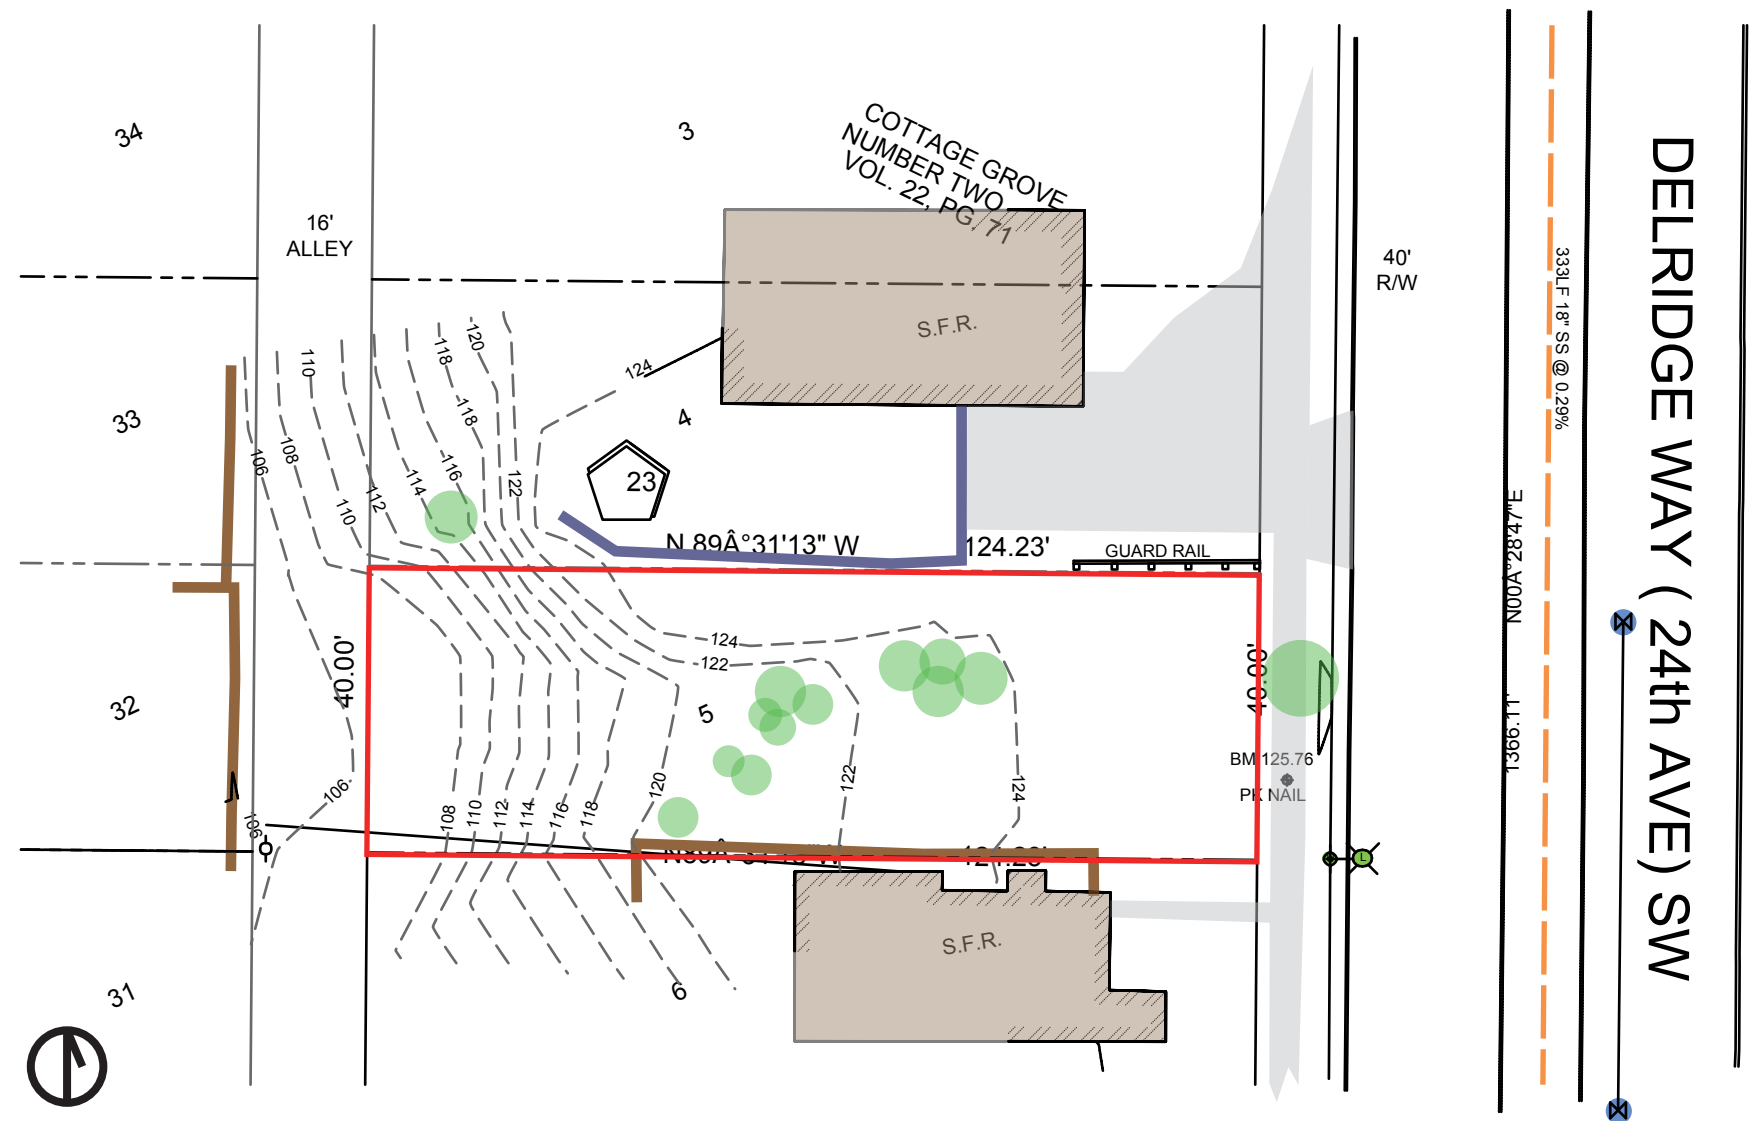 34
3
COTTAGE GROVE
NUMBER TWO
VOL. 22, PG. 71
16'
ALLEY
40'
R/W
DELRIDGE WAY ( 24th AVE) SW
333LF 18" SS @ 0.29%
S.F.R.
110
118
120
124
33
4
118
106
108
116
114
122
112
110
23
N 89Â°31'13" W
124.23'
GUARD RAIL
N00Â°28'47"E
1366.11'
40.00'
40.00'
124
122
32
5
BM 125.76
PK NAIL
106
120
122
124
108
110
112
114
116
118
106
S.F.R.
31
6
L